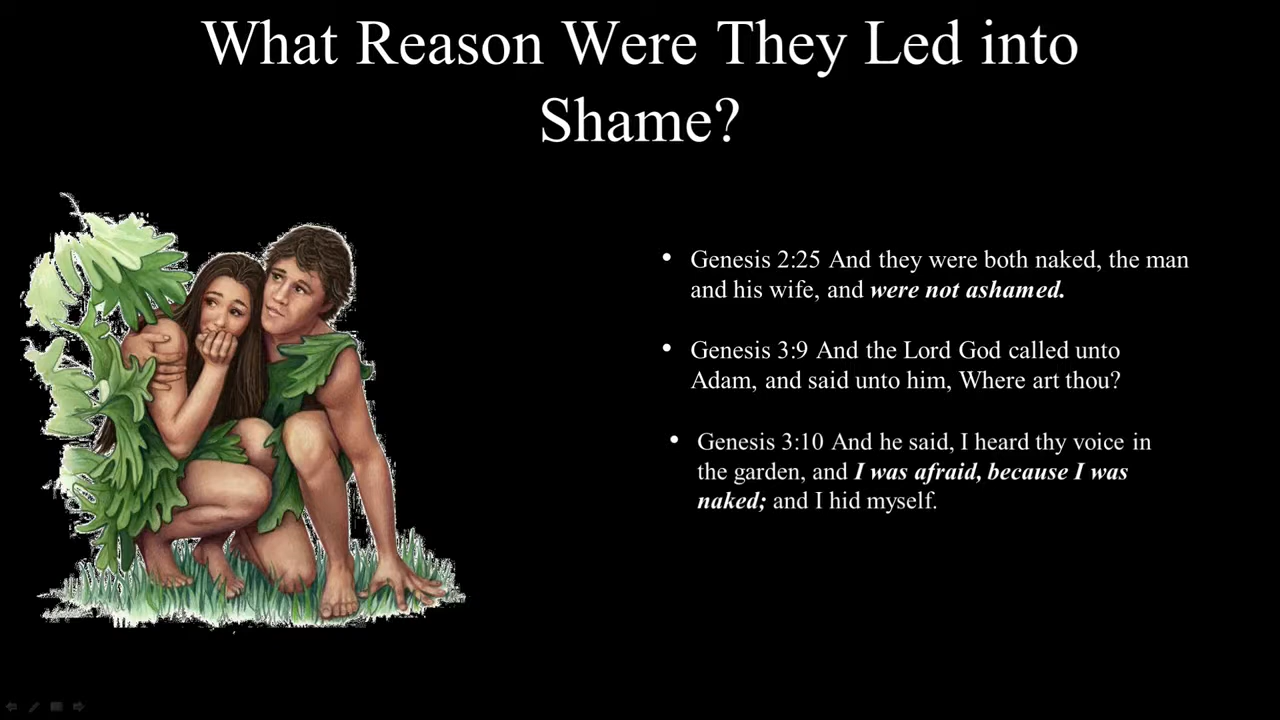 What Reason Were They Led into
Shame?
• Genesis 2:25 And they were both naked, the man
and his wife, and were not ashamed.
• Genesis 3:9 And the Lord God called unto
Adam, and said unto him, Where art thou?
• Genesis 3:10 And he said, I heard thy voice in
the garden, and I was afraid, because I was
naked; and I hid myself.